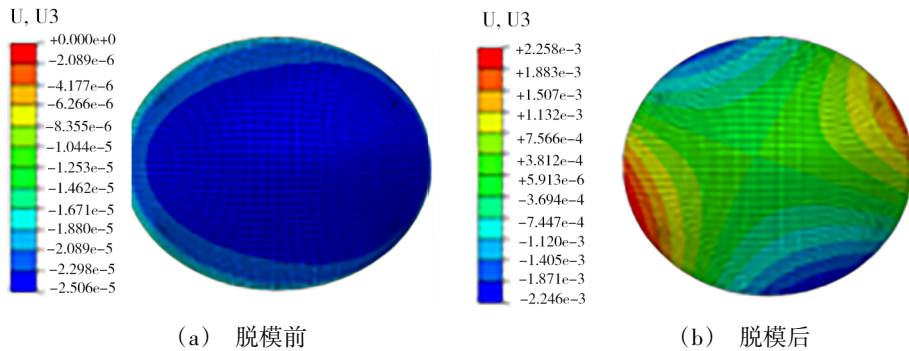 U, U3
+0.000e+0
-2.089e-6
-4.177e-6
-6.266e-6
-8.355e-6
-1.044e-5
-1.253e-5
-1.462e-5
-1.671e-5
-1.880e-5
-2.089e-5
-2.298e-5
-2.506e-5
(a) 脱模前
U, U3
+2.258e-3
+1.883e-3
+1.507e-3
+1.132e-3
+7.566e-4
+3.812e-4
+5.913e-6
-3.694e-4
-7.447e-4
-1.120e-3
-1.405e-3
-1.871e-3
-2.246e-3
(b) 脱模后